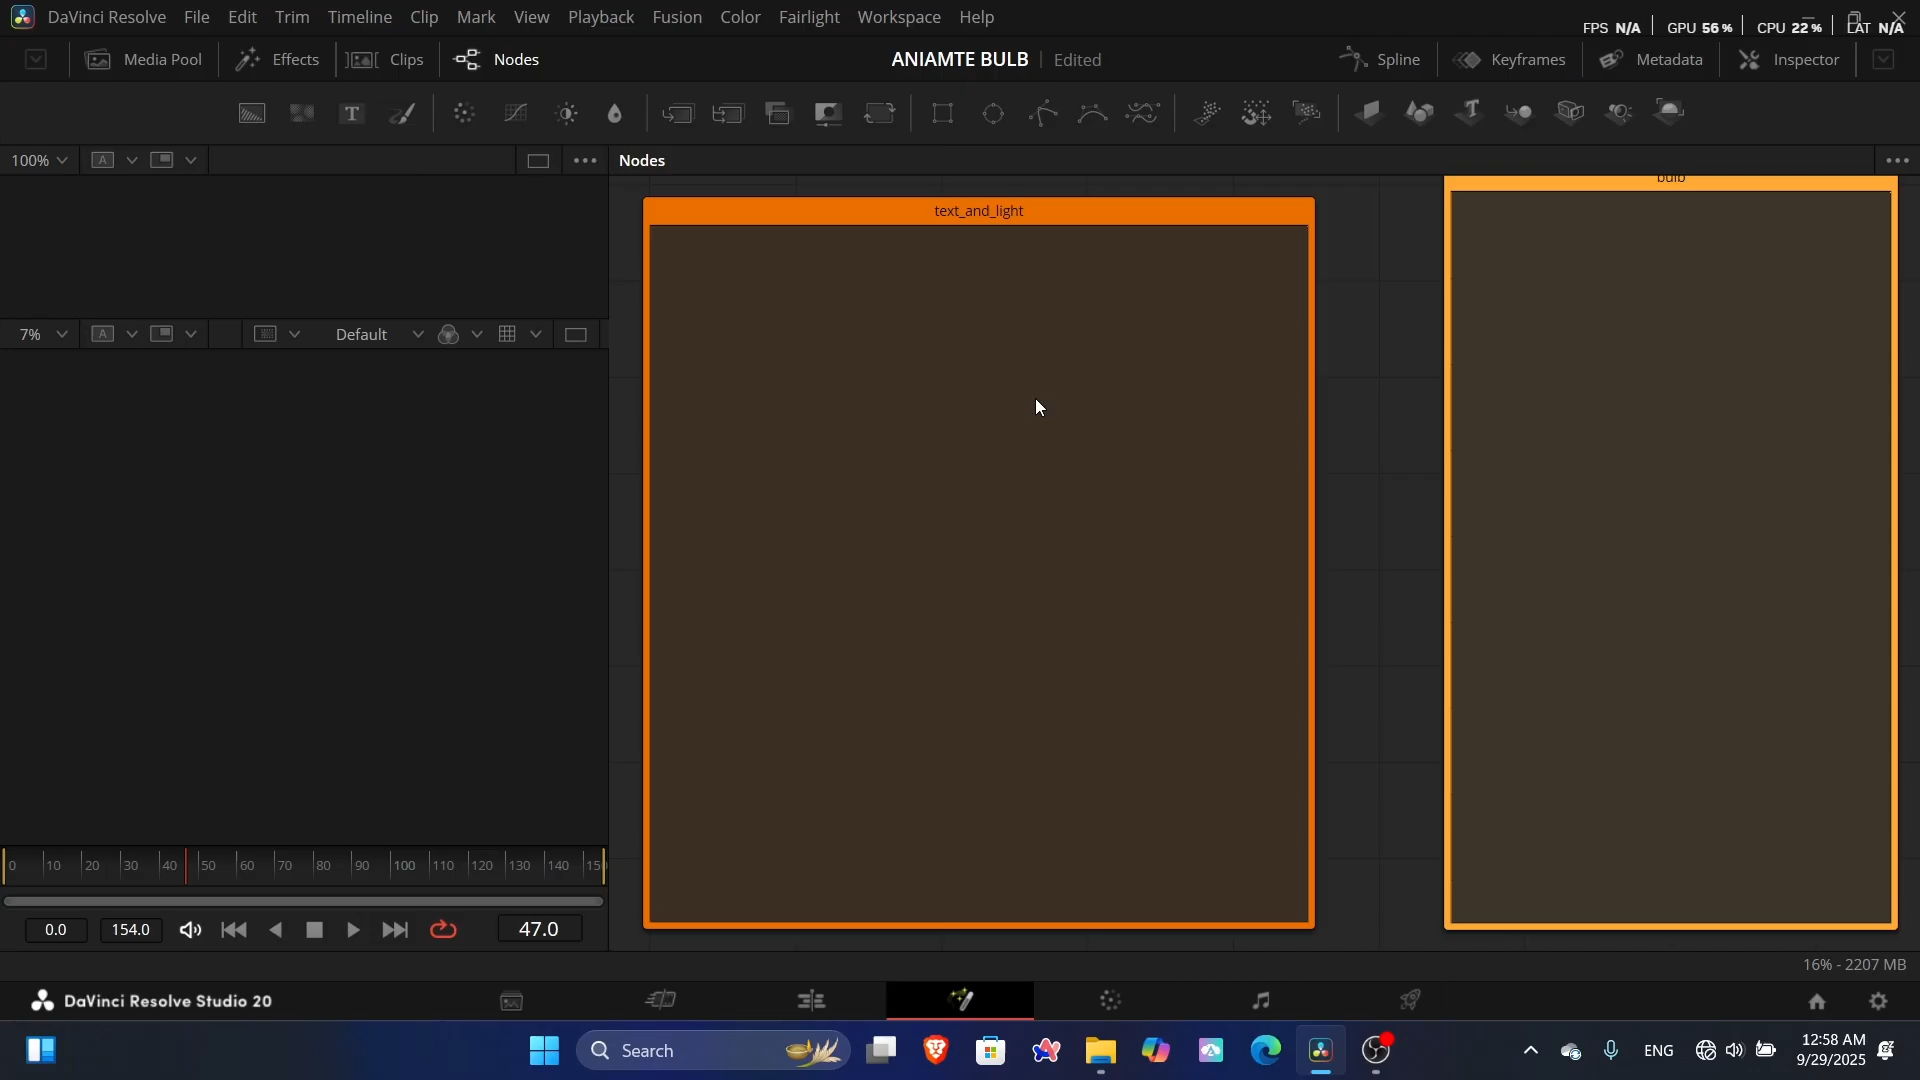 DaVinci Resolve File Edit Trim Timeline Clip Mark View Playback Fusion Color Fairlight Workspace Help
FPS N/A GPU 56% CPU 22% LAT N/A
Media Pool Effects Clips Nodes ANIAMTE BULB Edited Spline Keyframes Metadata Inspector
T T
100% A Nodes
bulb
text_and_light
7% A Default
0 10 20 30 40 50 60 70 80 90 100 110 120 130 140 15
0.0 154.0 47.0
16% - 2207 MB
DaVinci Resolve Studio 20
Search ENG 12:58 AM
9/29/2025